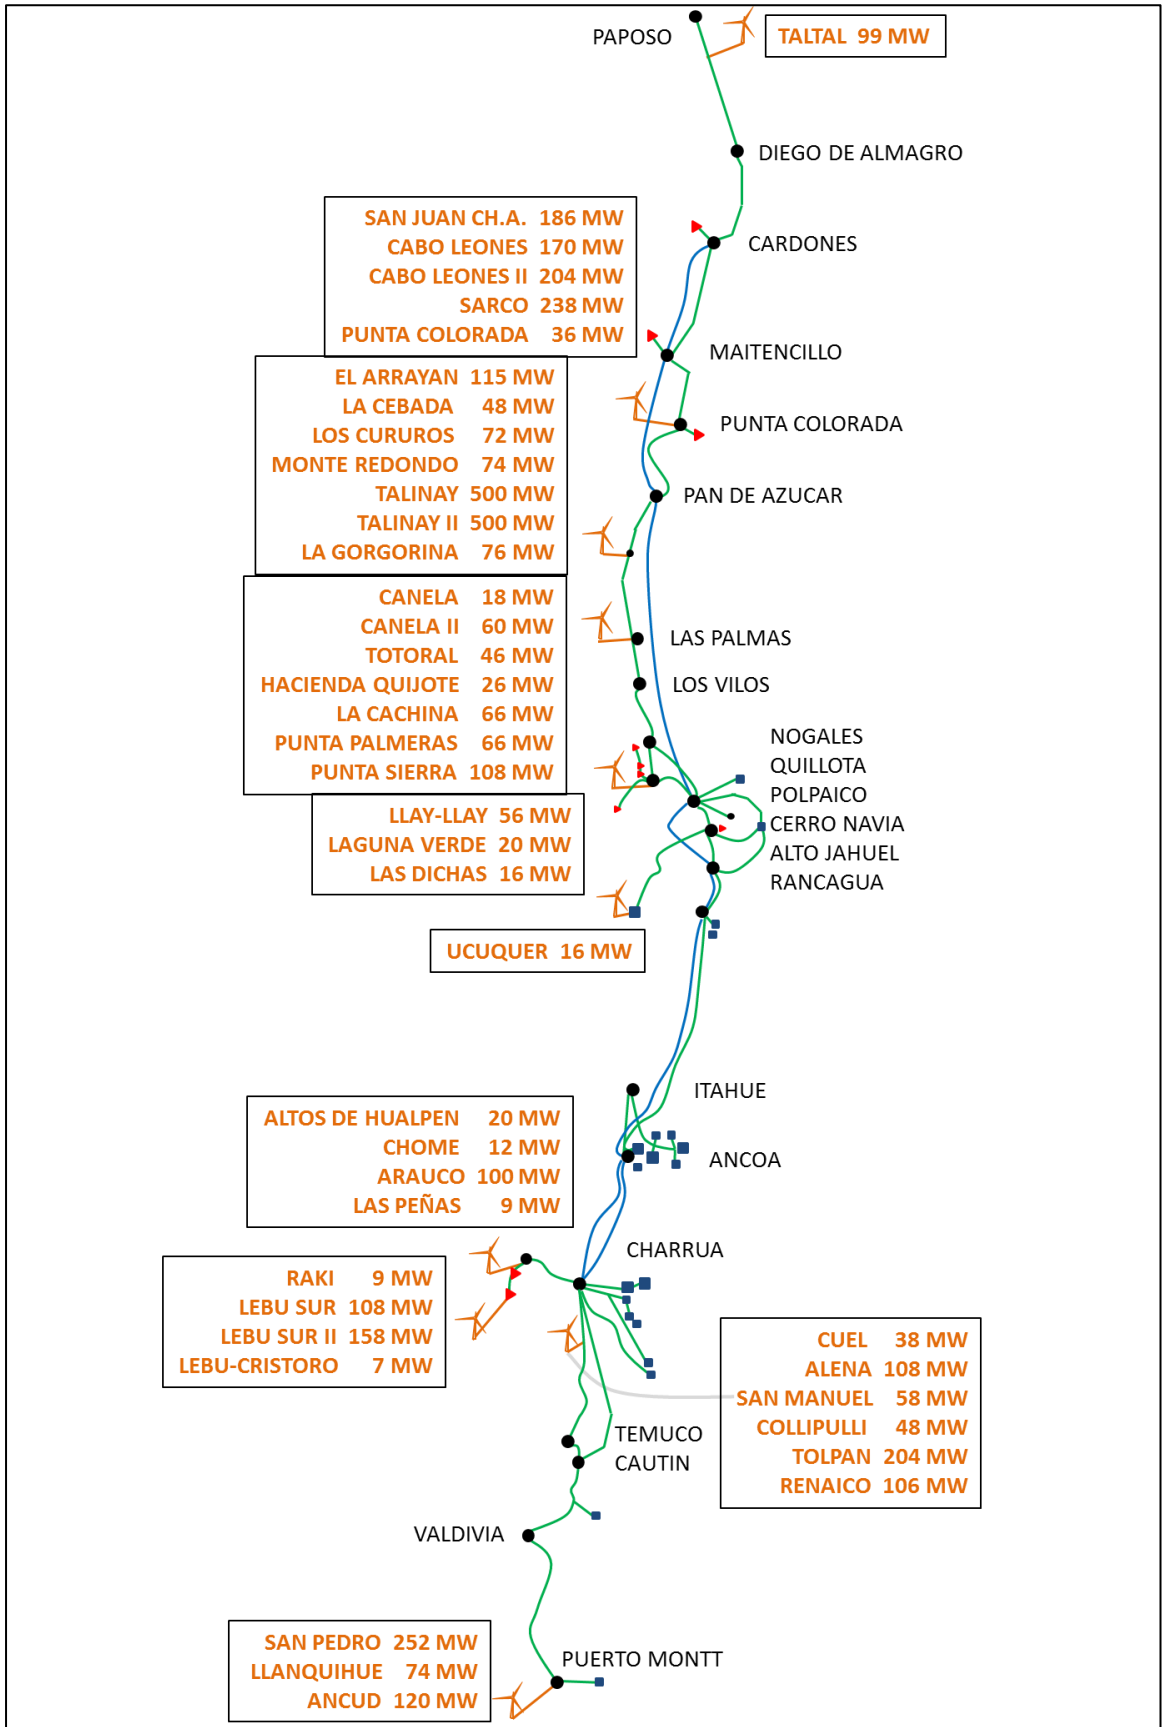 PAPOSO
TALTAL 99 MW
DIEGO DE ALMAGRO
CARDONES
SAN JUAN CH.A. 186 MW
CABO LEONES 170 MW
CABO LEONES II 204 MW
SARCO 238 MW
PUNTA COLORADA 36 MW
MAITENCILLO
EL ARRAYAN 115 MW
LA CEBADA 48 MW
LOS CURUROS 72 MW
MONTE REDONDO 74 MW
TALINAY 500 MW
TALINAY II 500 MW
LA GORGORINA 76 MW
PUNTA COLORADA
PAN DE AZUCAR
CANELA 18 MW
CANELA II 60 MW
TOTORAL 46 MW
HACIENDA QUIJOTE 26 MW
LA CACHINA 66 MW
PUNTA PALMERAS 66 MW
PUNTA SIERRA 108 MW
LAS PALMAS
LOS VILOS
NOGALES
QUILLOTA
POLPAICO
CERRO NAVIA
ALTO JAHUEL
RANCAGUA
LLAY-LLAY 56 MW
LAGUNA VERDE 20 MW
LAS DICHAS 16 MW
UCUQUER 16 MW
ITAHUE
ALTOS DE HUALPEN 20 MW
CHOME 12 MW
ARAUCO 100 MW
LAS PEÑAS 9 MW
ANCOA
CHARRUA
RAKI 9 MW
LEBU SUR 108 MW
LEBU SUR II 158 MW
LEBU-CRISTORO 7 MW
CUEL 38 MW
ALENA 108 MW
SAN MANUEL 58 MW
COLLIPULLI 48 MW
TOLPAN 204 MW
RENAICO 106 MW
TEMUCO
CAUTIN
VALDIVIA
SAN PEDRO 252 MW
LLANQUIHUE 74 MW
ANCUD 120 MW
PUERTO MONTT